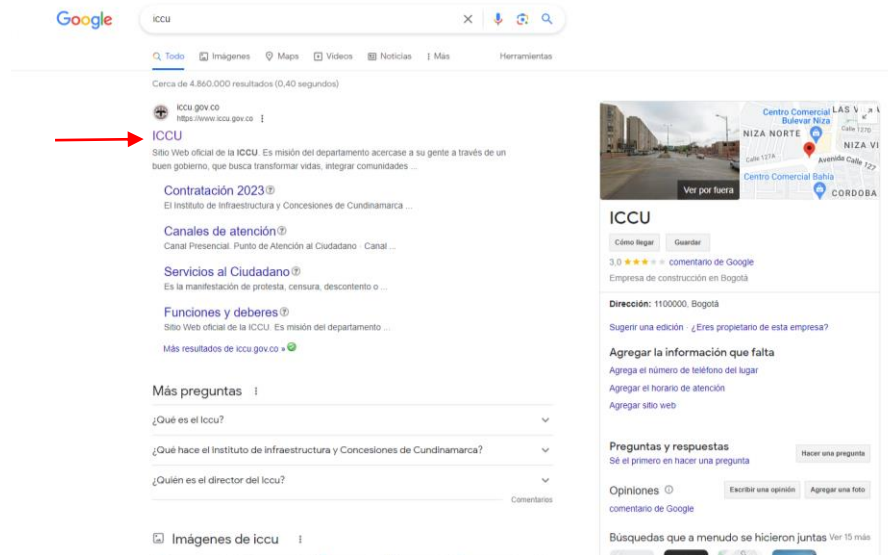 Google
iccu
Todo Imágenes Maps Vídeos Noticias Más Herramientas
Cerca de 4.860.000 resultados (0,40 segundos)
iccu.gov.co
https://www.iccu.gov.co
ICCU
Sitio Web oficial de la ICCU. Es misión del departamento acercase a su gente a través de un
buen gobierno, que busca transformar vidas, integrar comunidades ...
Contratación 2023
El Instituto de Infraestructura y Concesiones de Cundinamarca ...
Canales de atención
Canal Presencial. Punto de Atención al Ciudadano · Canal ...
Servicios al Ciudadano
Es la manifestación de protesta, censura, descontento o ...
Funciones y deberes
Sitio Web oficial de la ICCU. Es misión del departamento ...
Más resultados de iccu.gov.co »
Más preguntas
¿Qué es el Iccu?
¿Qué hace el Instituto de infraestructura y Concesiones de Cundinamarca?
¿Quién es el director del Iccu?
Comentarios
Imágenes de iccu
Ver por fuera
Centro Comercial
Bulevar Niza
LAS V
Calle 127D
NIZA NORTE
NIZA VI
Calle 127A
Avenida Calle 127
Centro Comercial Bahía
CORDOBA
ICCU
Cómo llegar Guardar
3,0 comentario de Google
Empresa de construcción en Bogotá
Dirección: 1100000, Bogotá
Sugerir una edición · ¿Eres propietario de esta empresa?
Agregar la información que falta
Agrega el número de teléfono del lugar
Agregar el horario de atención
Agregar sitio web
Preguntas y respuestas
Sé el primero en hacer una pregunta
Hacer una pregunta
Opiniones
Escribir una opinión Agregar una foto
comentario de Google
Búsquedas que a menudo se hicieron juntas Ver 15 más